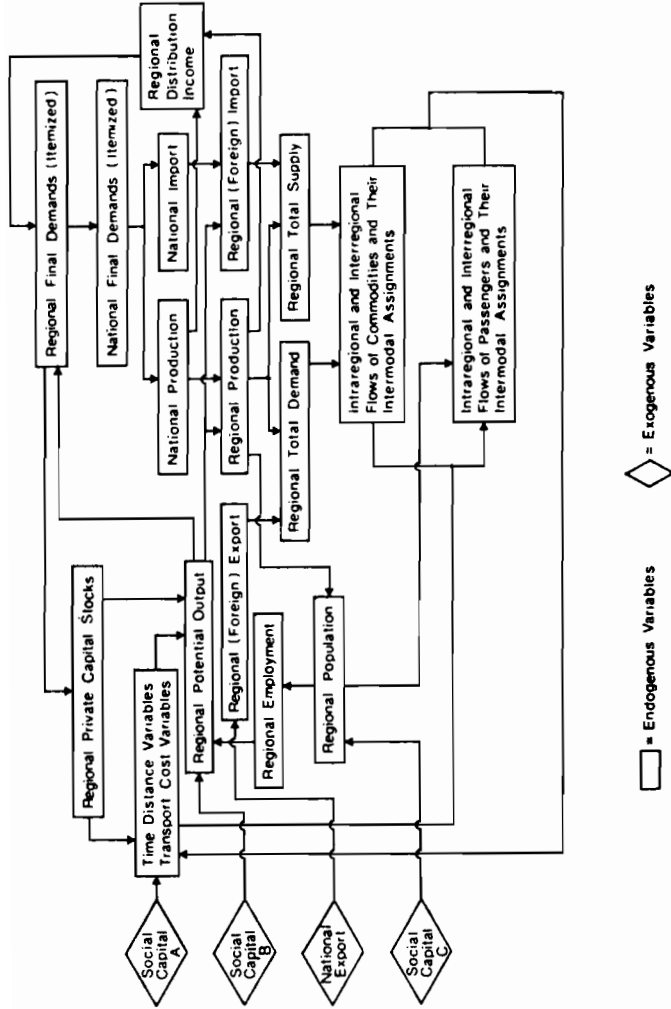 Regional Final Demands (Itemized)
Regional Private Capital Stocks
National Final Demands (Itemized)
Regional
Distribution
Income
Social
Capital
A
Time Distance Variables
Transport Cost Variables
National Production
National Import
Regional Potential Output
Social
Capital
B
Regional (Foreign) Export
Regional Production
Regional (Foreign) Import
Regional Employment
Regional Total Demand
Regional Total Supply
National
Export
Regional Population
Intraregional and Interregional
Flows of Commodities and Their
Intermodal Assignments
Social
Capital
C
Intraregional and Interregional
Flows of Passengers and Their
Intermodal Assignments
= Endogenous Variables
= Exogenous Variables